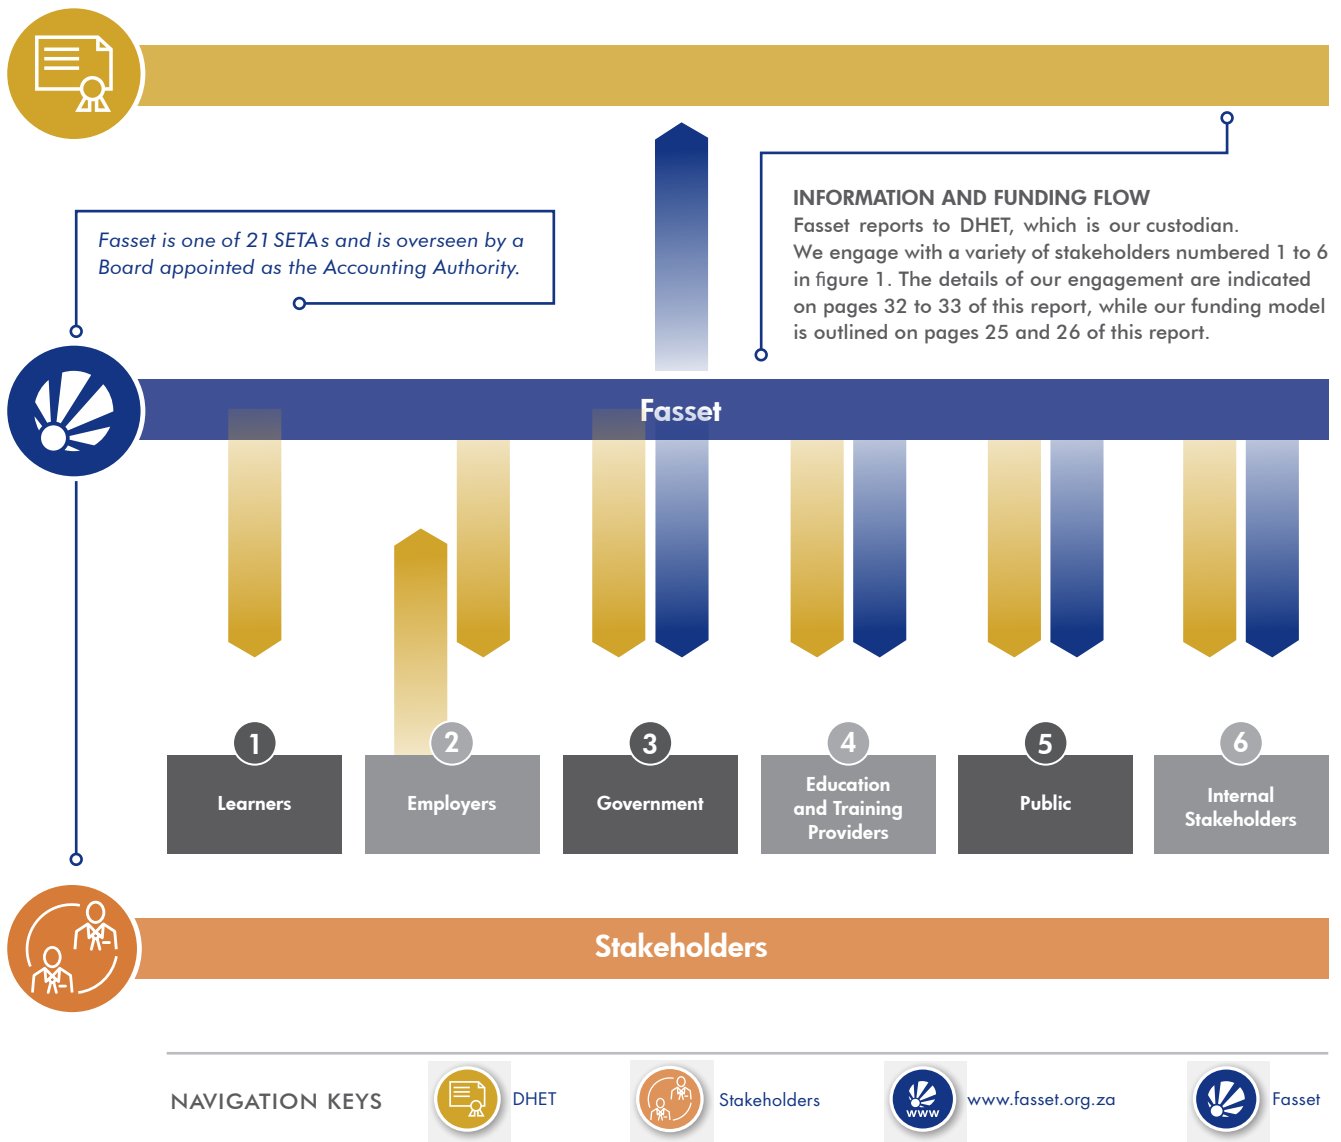 INFORMATION AND FUNDING FLOW
Fasset reports to DHET, which is our custodian.
We engage with a variety of stakeholders numbered 1 to 6
in figure 1. The details of our engagement are indicated
on pages 32 to 33 of this report, while our funding model
is outlined on pages 25 and 26 of this report.
Fasset is one of 21 SETAs and is overseen by a
Board appointed as the Accounting Authority.
Fasset
1
Learners
2
Employers
3
Government
4
Education
and Training
Providers
5
Public
6
Internal
Stakeholders
Stakeholders
NAVIGATION KEYS
DHET
Stakeholders
www
www.fasset.org.za
Fasset